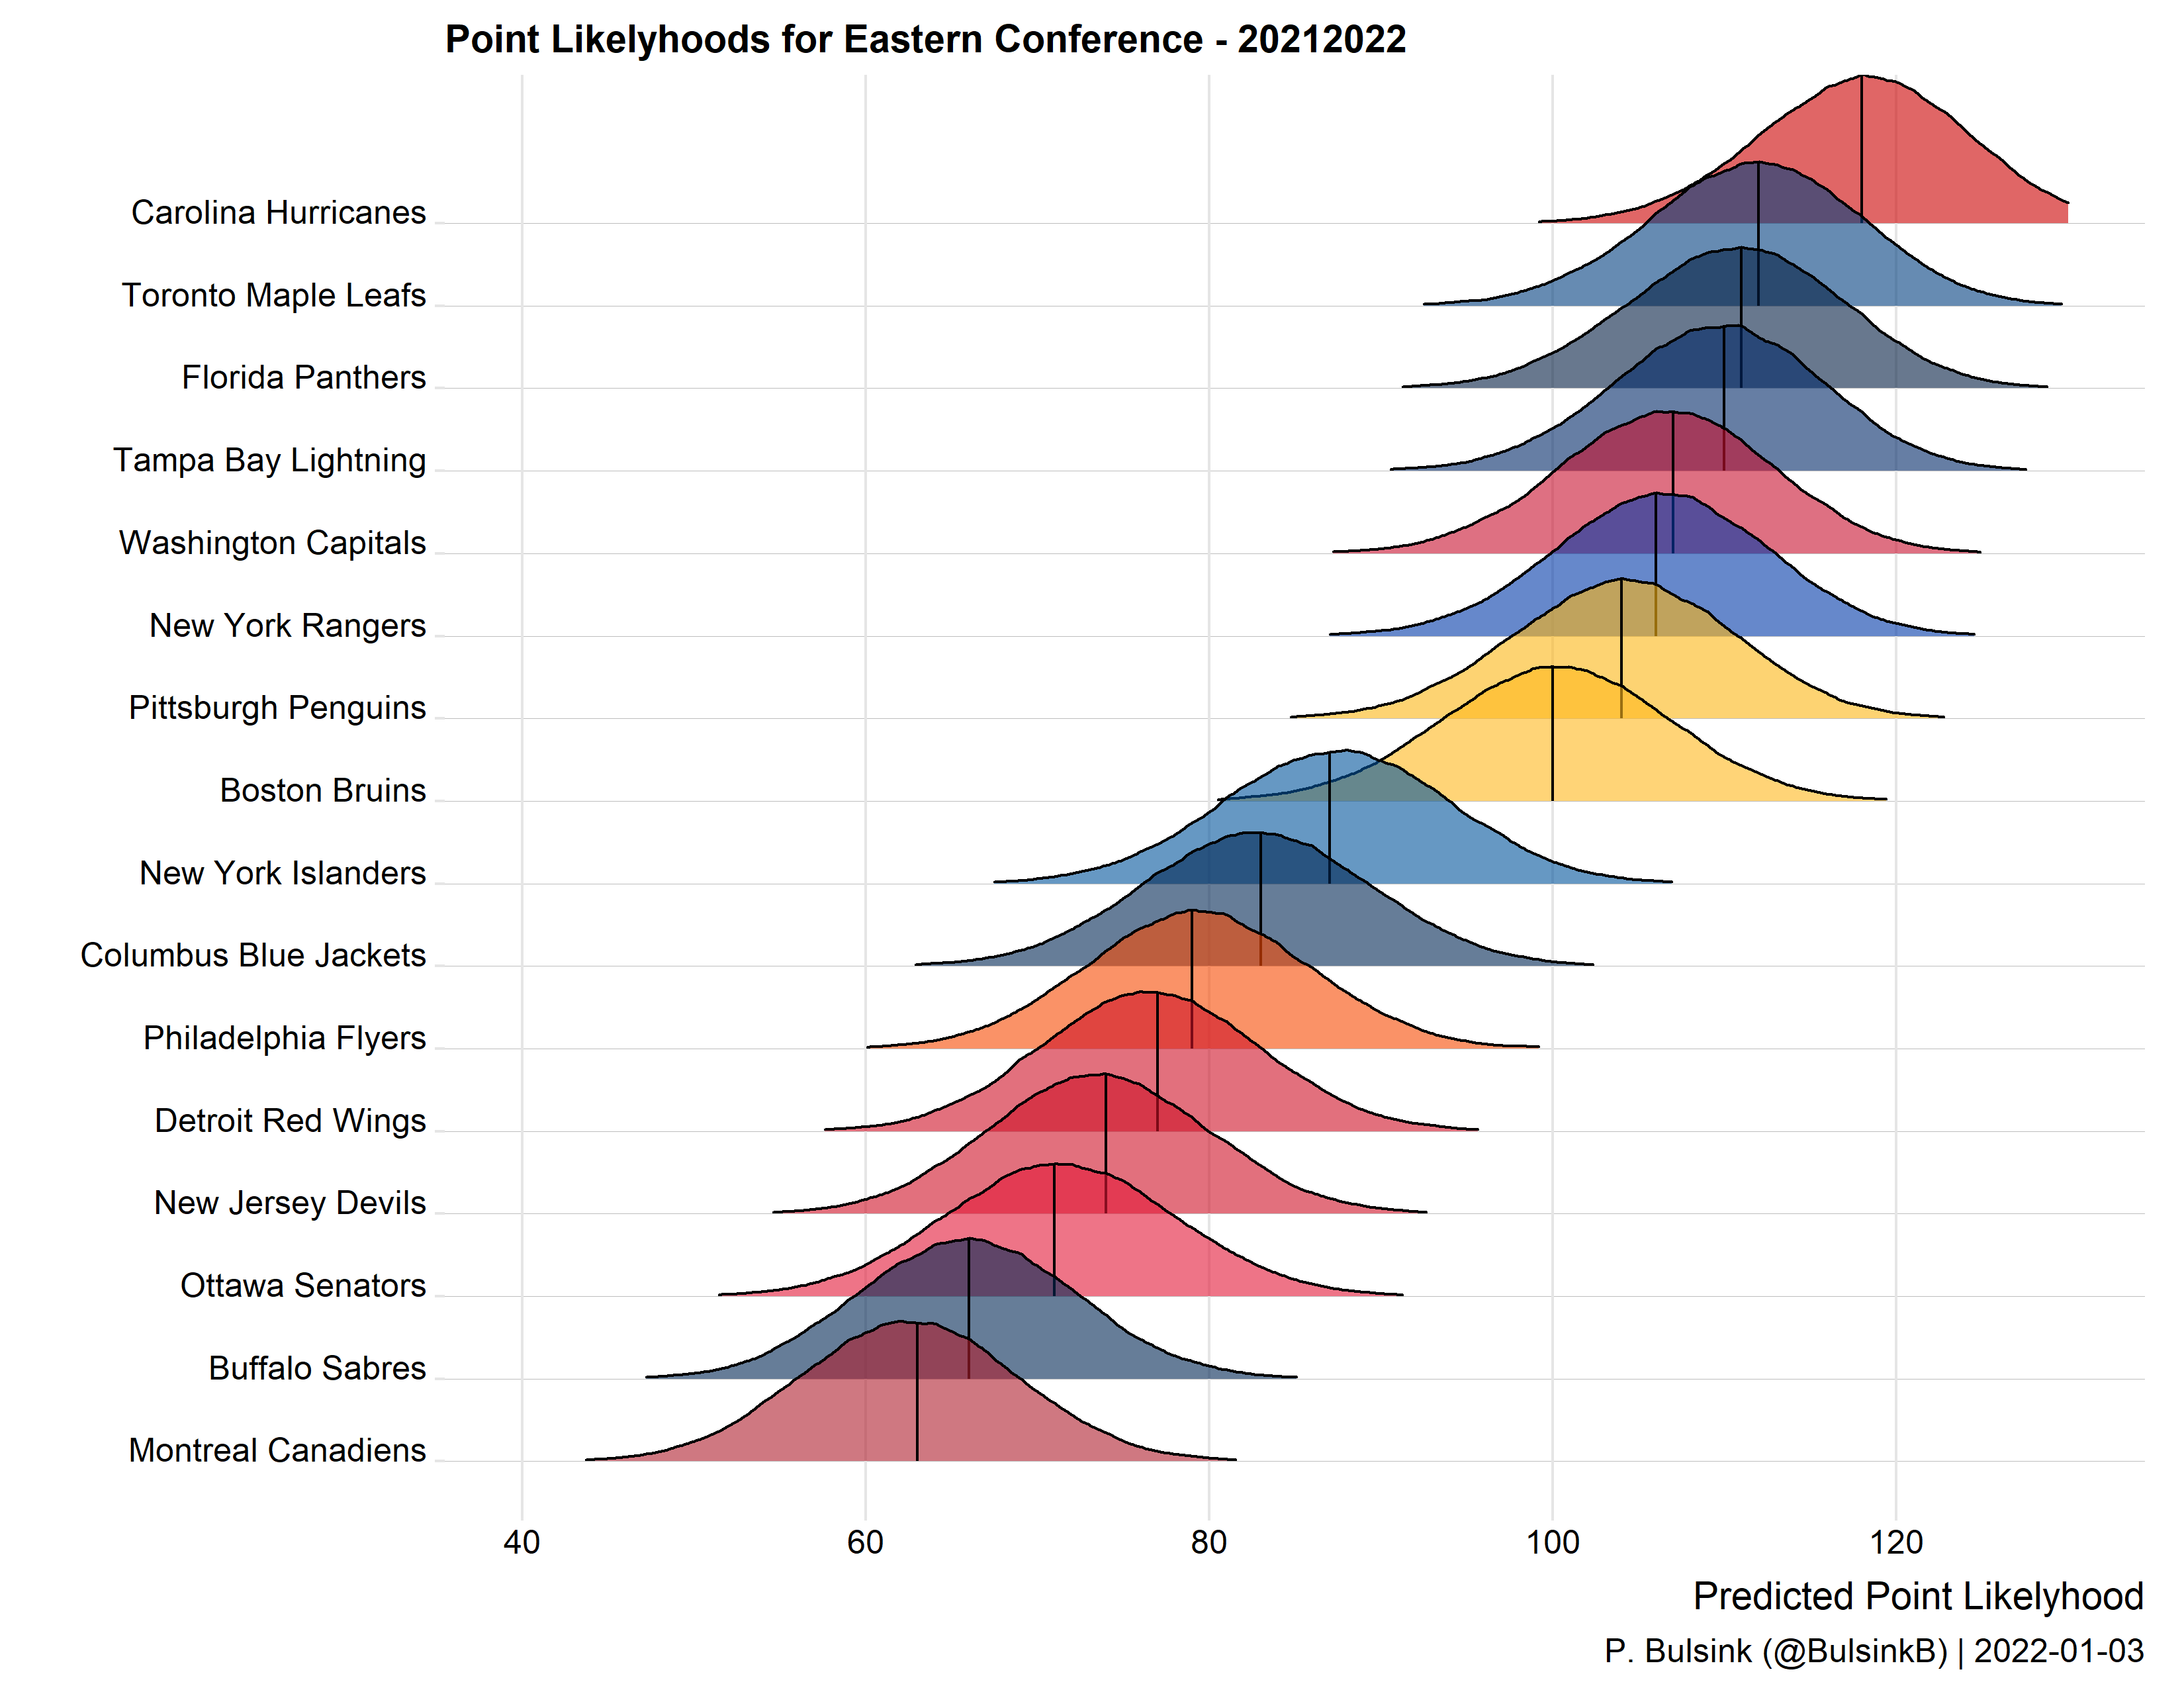 Point Likelyhoods for Eastern Conference - 20212022
Carolina Hurricanes
Toronto Maple Leafs
Florida Panthers
Tampa Bay Lightning
Washington Capitals
New York Rangers
Pittsburgh Penguins
Boston Bruins
New York Islanders
Columbus Blue Jackets
Philadelphia Flyers
Detroit Red Wings
New Jersey Devils
Ottawa Senators
Buffalo Sabres
Montreal Canadiens
40 60 80 100 120
Predicted Point Likelyhood
P. Bulsink (@BulsinkB) | 2022-01-03